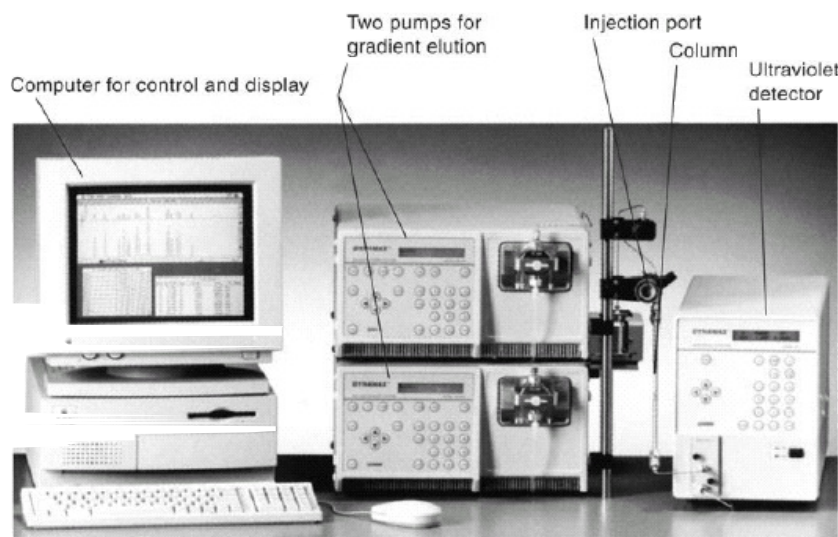 Two pumps for
gradient elution
Injection port
Column
Ultraviolet
detector
Computer for control and display
DYNAMAX
DYNAMAX
DYNAMAX